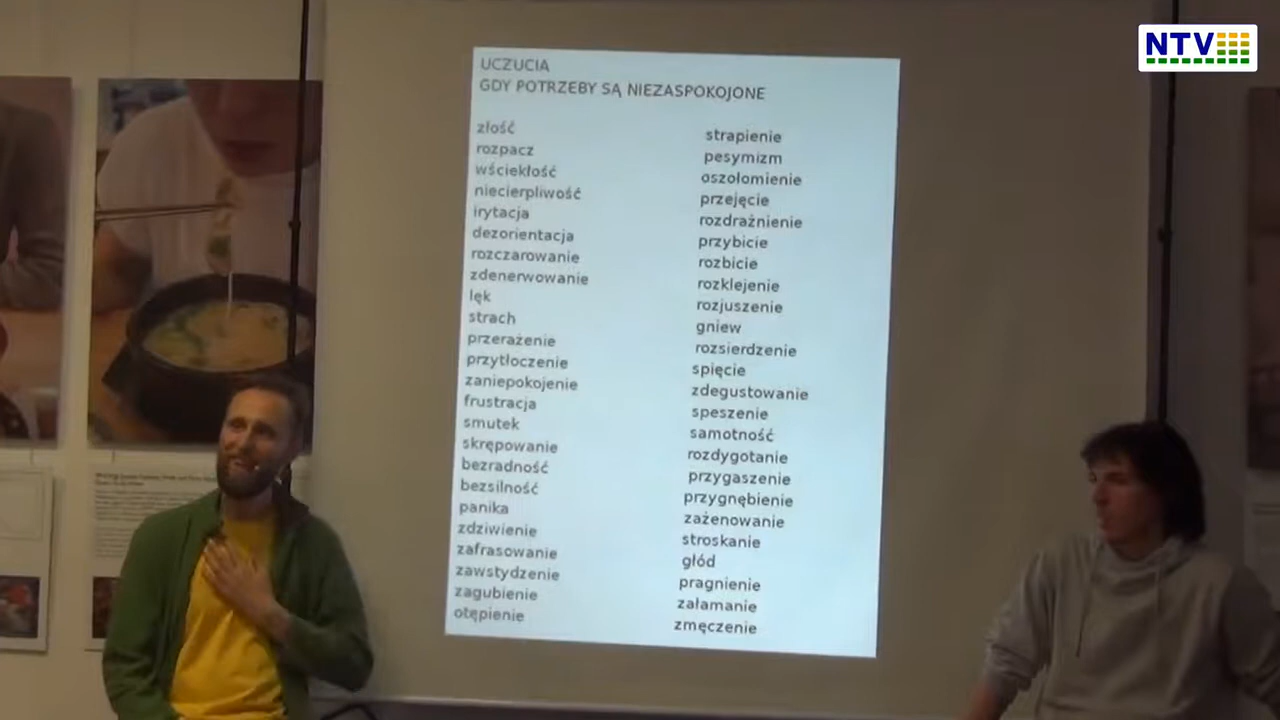 NTV
UCZUCIA
GDY POTRZEBY SĄ NIEZASPOKOJONE
złość
rozpacz
wściekłość
niecierpliwość
irytacja
dezorientacja
rozczarowanie
zdenerwowanie
lęk
strach
przerażenie
przytłoczenie
zaniepokojenie
frustracja
smutek
skrępowanie
bezradność
bezsilność
panika
zdziwienie
zafrasowanie
zawstydzenie
zagubienie
otępienie
strapienie
pesymizm
oszołomienie
przejęcie
rozdrażnienie
przybicie
rozbicie
rozklejenie
rozjuszenie
gniew
rozsierdzenie
spięcie
zdegustowanie
speszenie
samotność
rozdygotanie
przygaszenie
przygnębienie
zażenowanie
stroskanie
głód
pragnienie
załamanie
zmęczenie